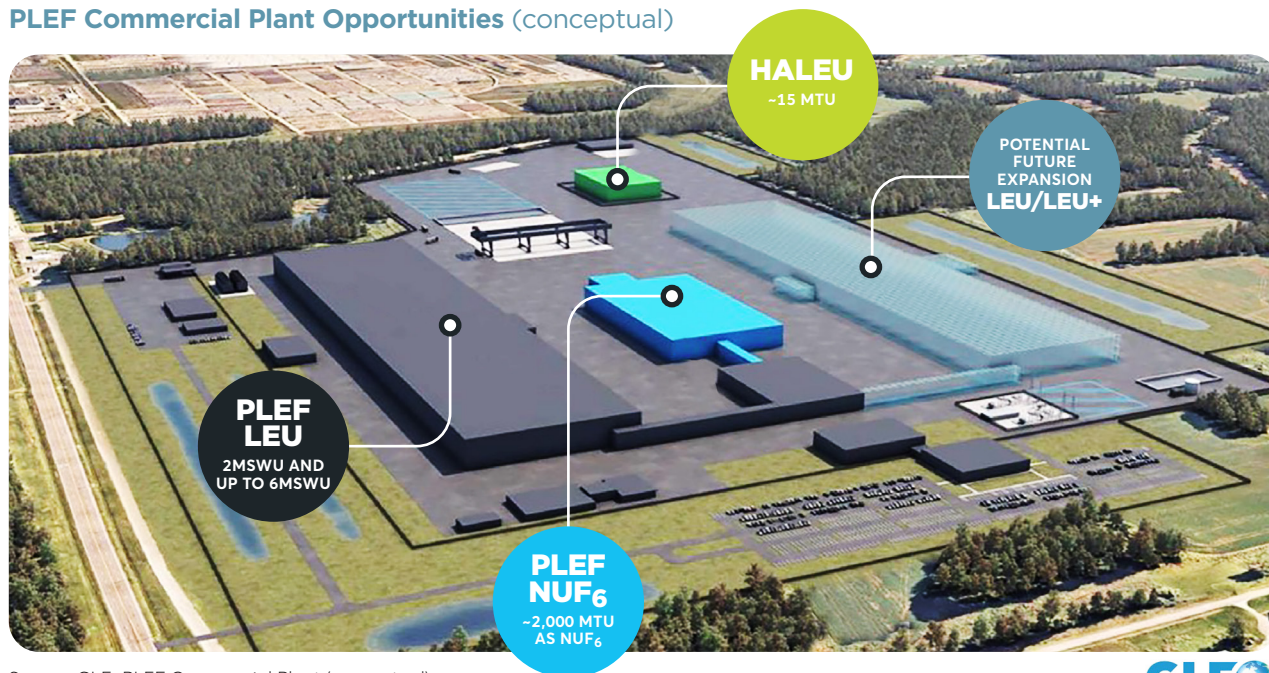 PLEF Commercial Plant Opportunities (conceptual)
HALEU
~15 MTU
POTENTIAL
FUTURE
EXPANSION
LEU/LEU+
PLEF
LEU
2MSWU AND
UP TO 6MSWU
PLEF
NUF₆
~2,000 MTU
AS NUF₆